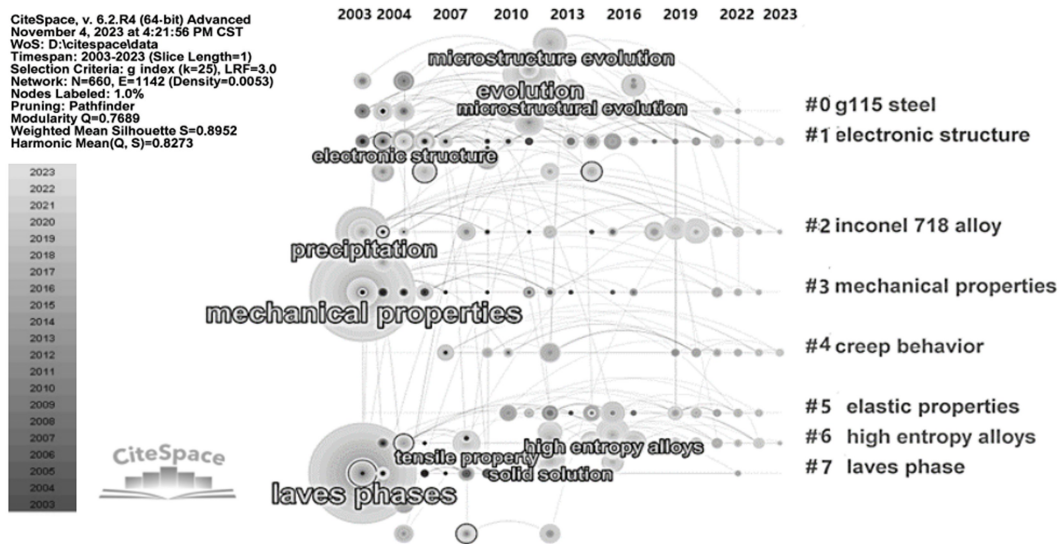 CiteSpace, v. 6.2.R4 (64-bit) Advanced
November 4, 2023 at 4:21:56 PM CST
WoS: D:\citespace\data
Timespan: 2003-2023 (Slice Length=1)
Selection Criteria: g index (k=25), LRF=3.0
Network: N=660, E=1142 (Density=0.0053)
Nodes Labeled: 1.0%
Pruning: Pathfinder
Modularity Q=0.7689
Weighted Mean Silhouette S=0.8952
Harmonic Mean(Q, S)=0.8273
2003 2004 2007 2010 2013 2016 2019 2022 2023
microstructure evolution
evolution
microstructural evolution
electronic structure
precipitation
mechanical properties
high entropy alloys
tensile property
solid solution
laves phases
#0 g115 steel
#1 electronic structure
#2 inconel 718 alloy
#3 mechanical properties
#4 creep behavior
#5 elastic properties
#6 high entropy alloys
#7 laves phase
2023
2022
2021
2020
2019
2018
2017
2016
2015
2014
2013
2012
2011
2010
2009
2008
2007
2006
2005
2004
2003
CiteSpace